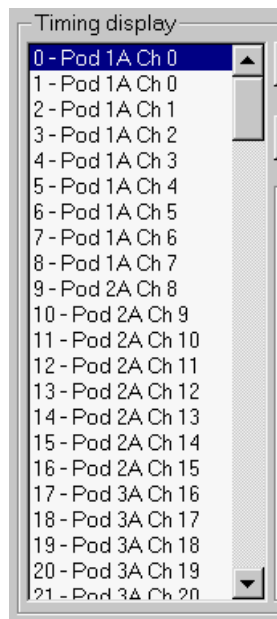 Timing display
0 - Pod 1A Ch 0
1 - Pod 1A Ch 0
2 - Pod 1A Ch 1
3 - Pod 1A Ch 2
4 - Pod 1A Ch 3
5 - Pod 1A Ch 4
6 - Pod 1A Ch 5
7 - Pod 1A Ch 6
8 - Pod 1A Ch 7
9 - Pod 2A Ch 8
10 - Pod 2A Ch 9
11 - Pod 2A Ch 10
12 - Pod 2A Ch 11
13 - Pod 2A Ch 12
14 - Pod 2A Ch 13
15 - Pod 2A Ch 14
16 - Pod 2A Ch 15
17 - Pod 3A Ch 16
18 - Pod 3A Ch 17
19 - Pod 3A Ch 18
20 - Pod 3A Ch 19
21 - Pod 3A Ch 20